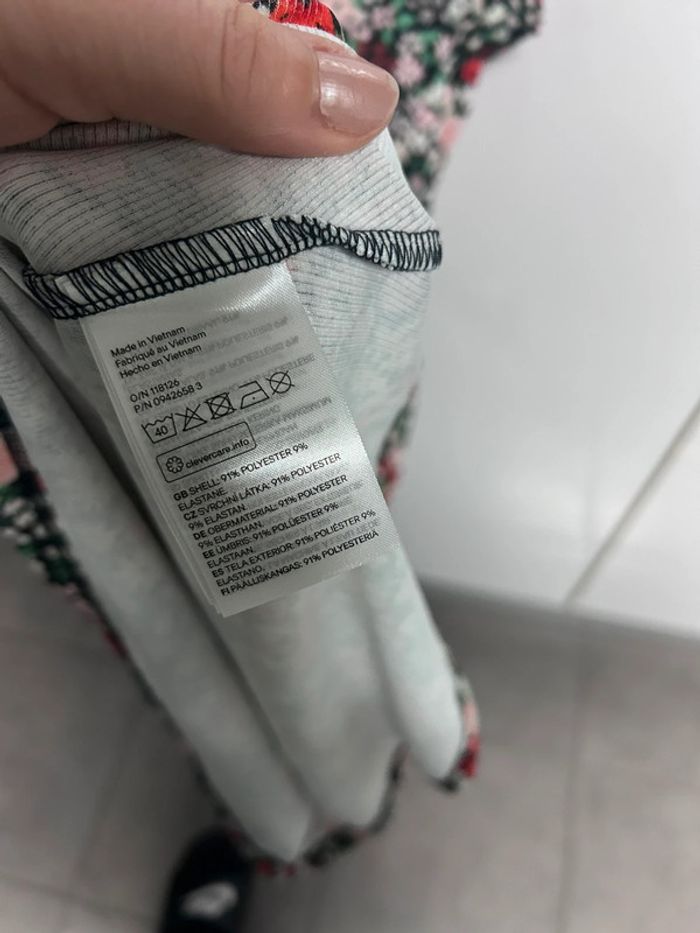 Made in Vietnam
Fabriqué au Vietnam
Hecho en Vietnam
O/N 118126
P/N 0942658 3
40
clevercare.info
GB SHELL: 91% POLYESTER 9%
ELASTANE
CZ SVRCHNÍ LÁTKA: 91% POLYESTER
9% ELASTAN
DE OBERMATERIAL: 91% POLYESTER
9% ELASTHAN
EE ÜMBRIS: 91% POLÜESTER 9%
ELASTAAN
ES TELA EXTERIOR: 91% POLIÉSTER 9%
ELASTANO
FI PÄÄLLUSKANGAS: 91% POLYESTERIÄ